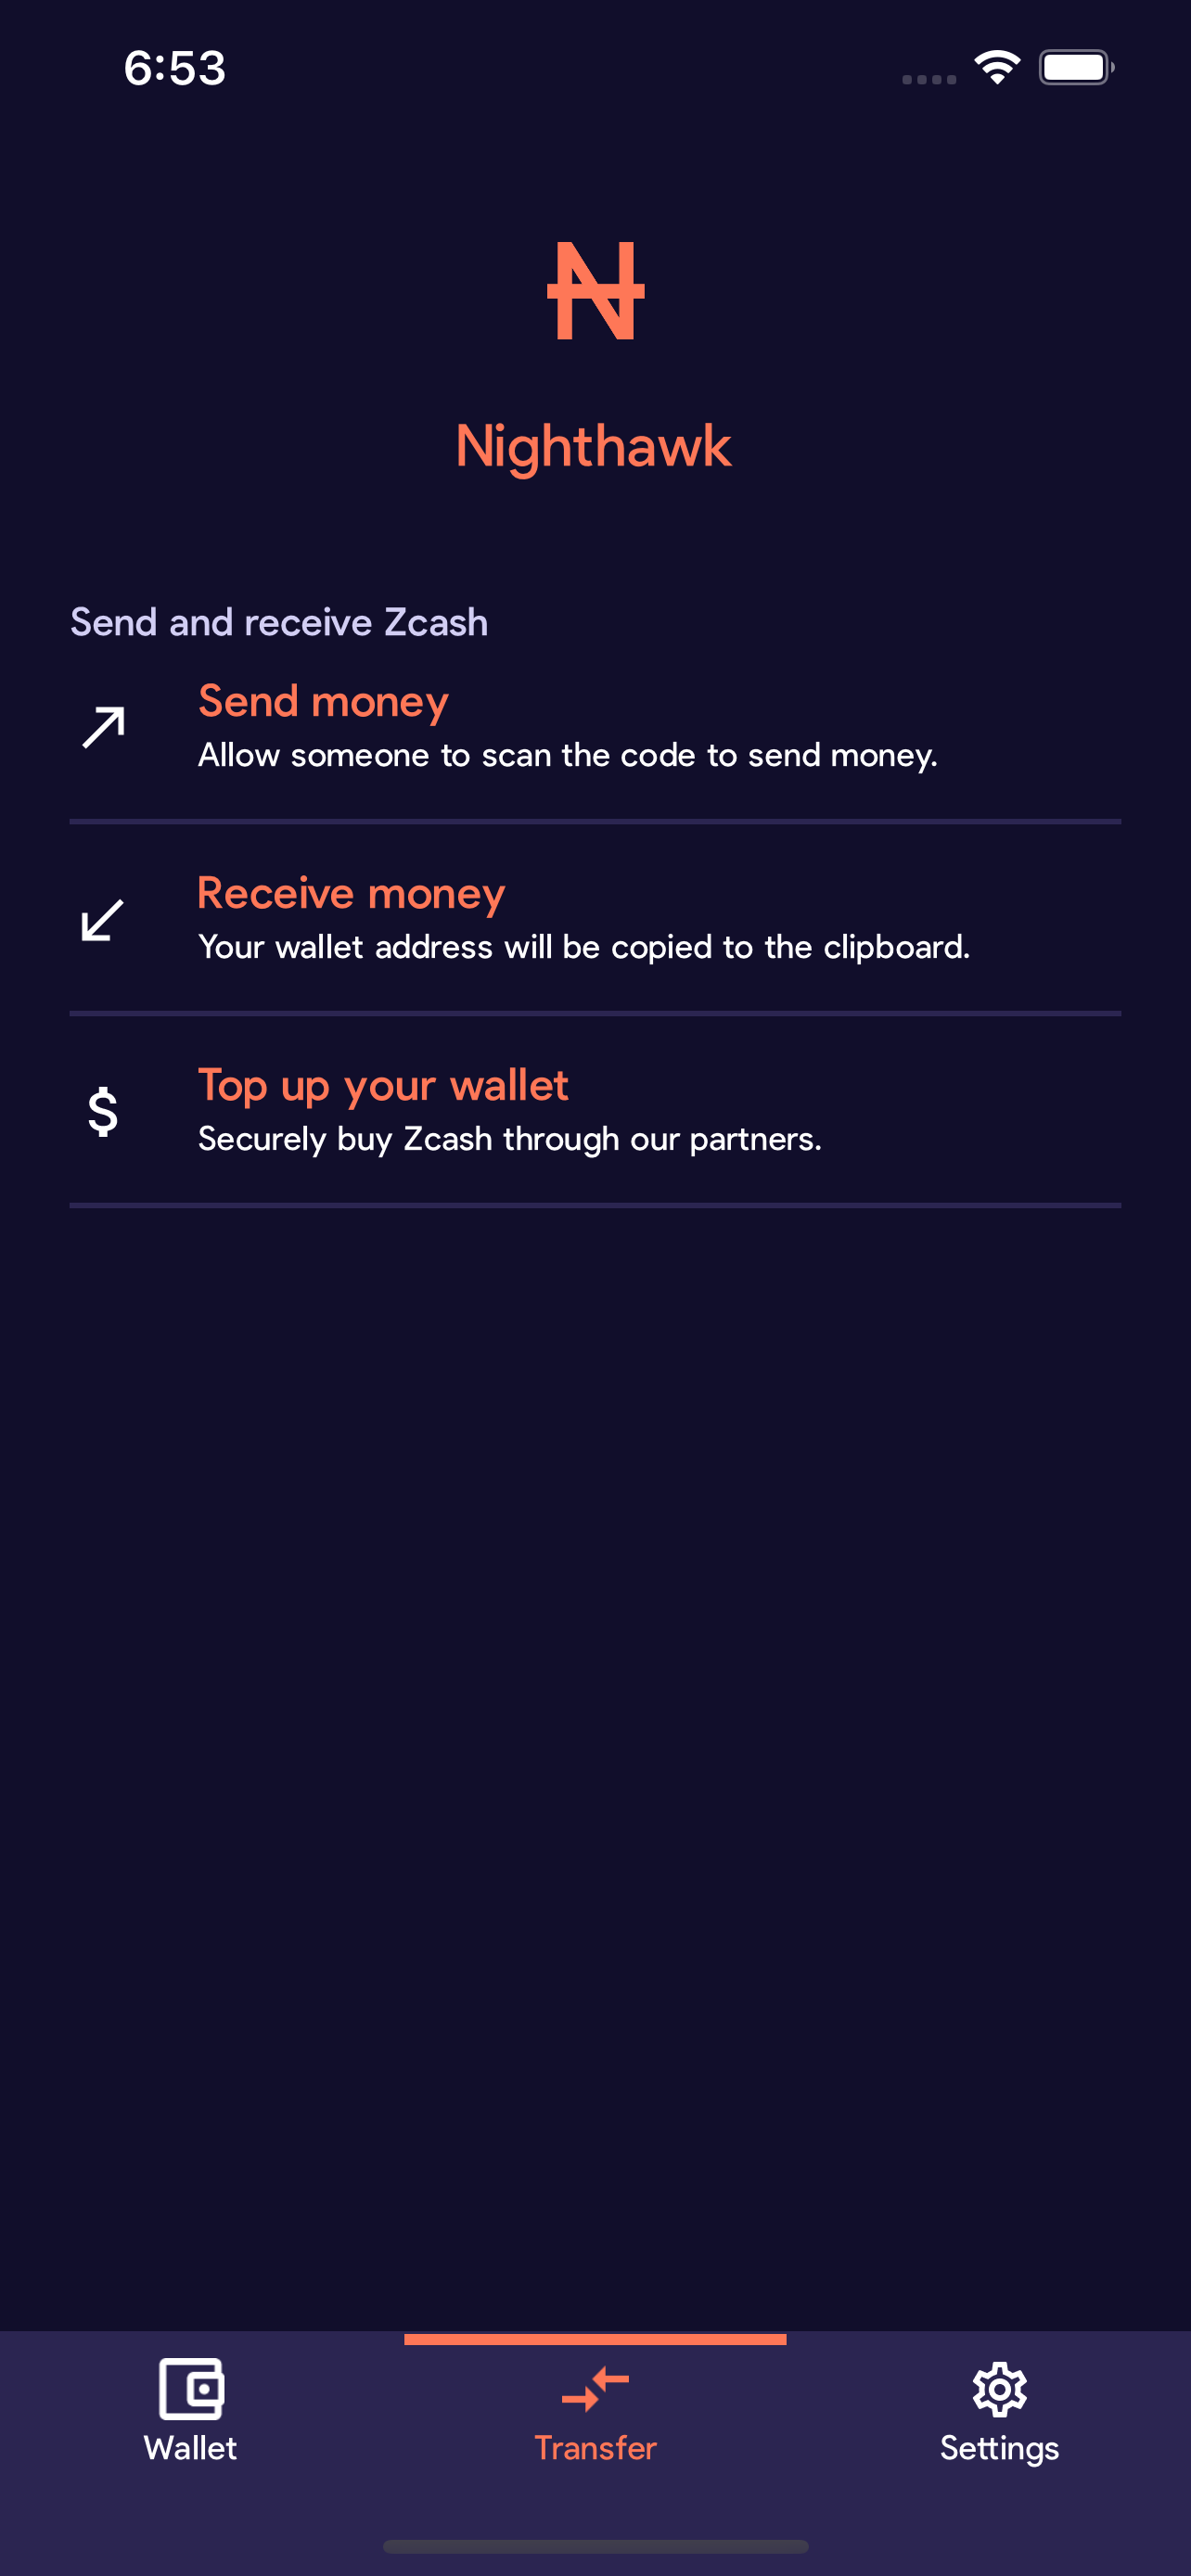 6:53
Nighthawk
Send and receive Zcash
Send money
Allow someone to scan the code to send money.
Receive money
Your wallet address will be copied to the clipboard.
$
Top up your wallet
Securely buy Zcash through our partners.
Wallet
Transfer
Settings